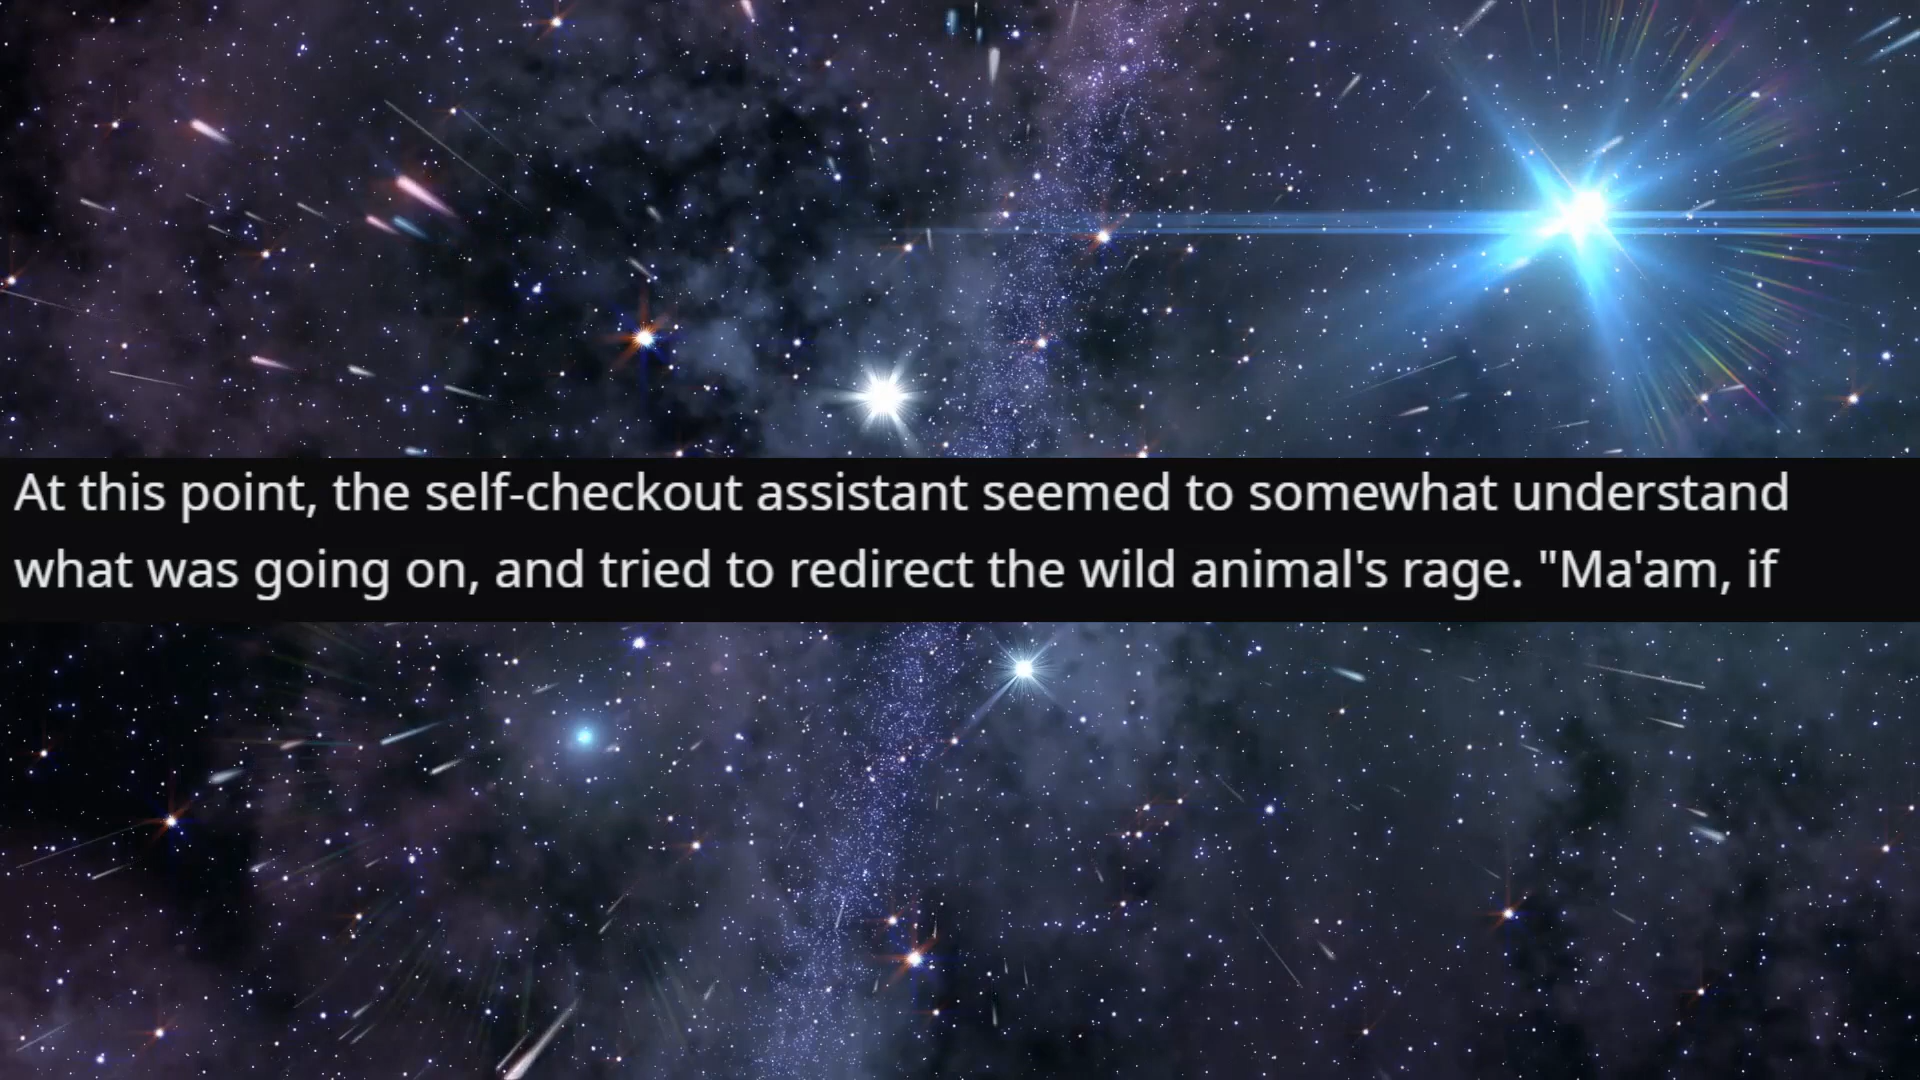 At this point, the self-checkout assistant seemed to somewhat understand
what was going on, and tried to redirect the wild animal's rage. "Ma'am, if